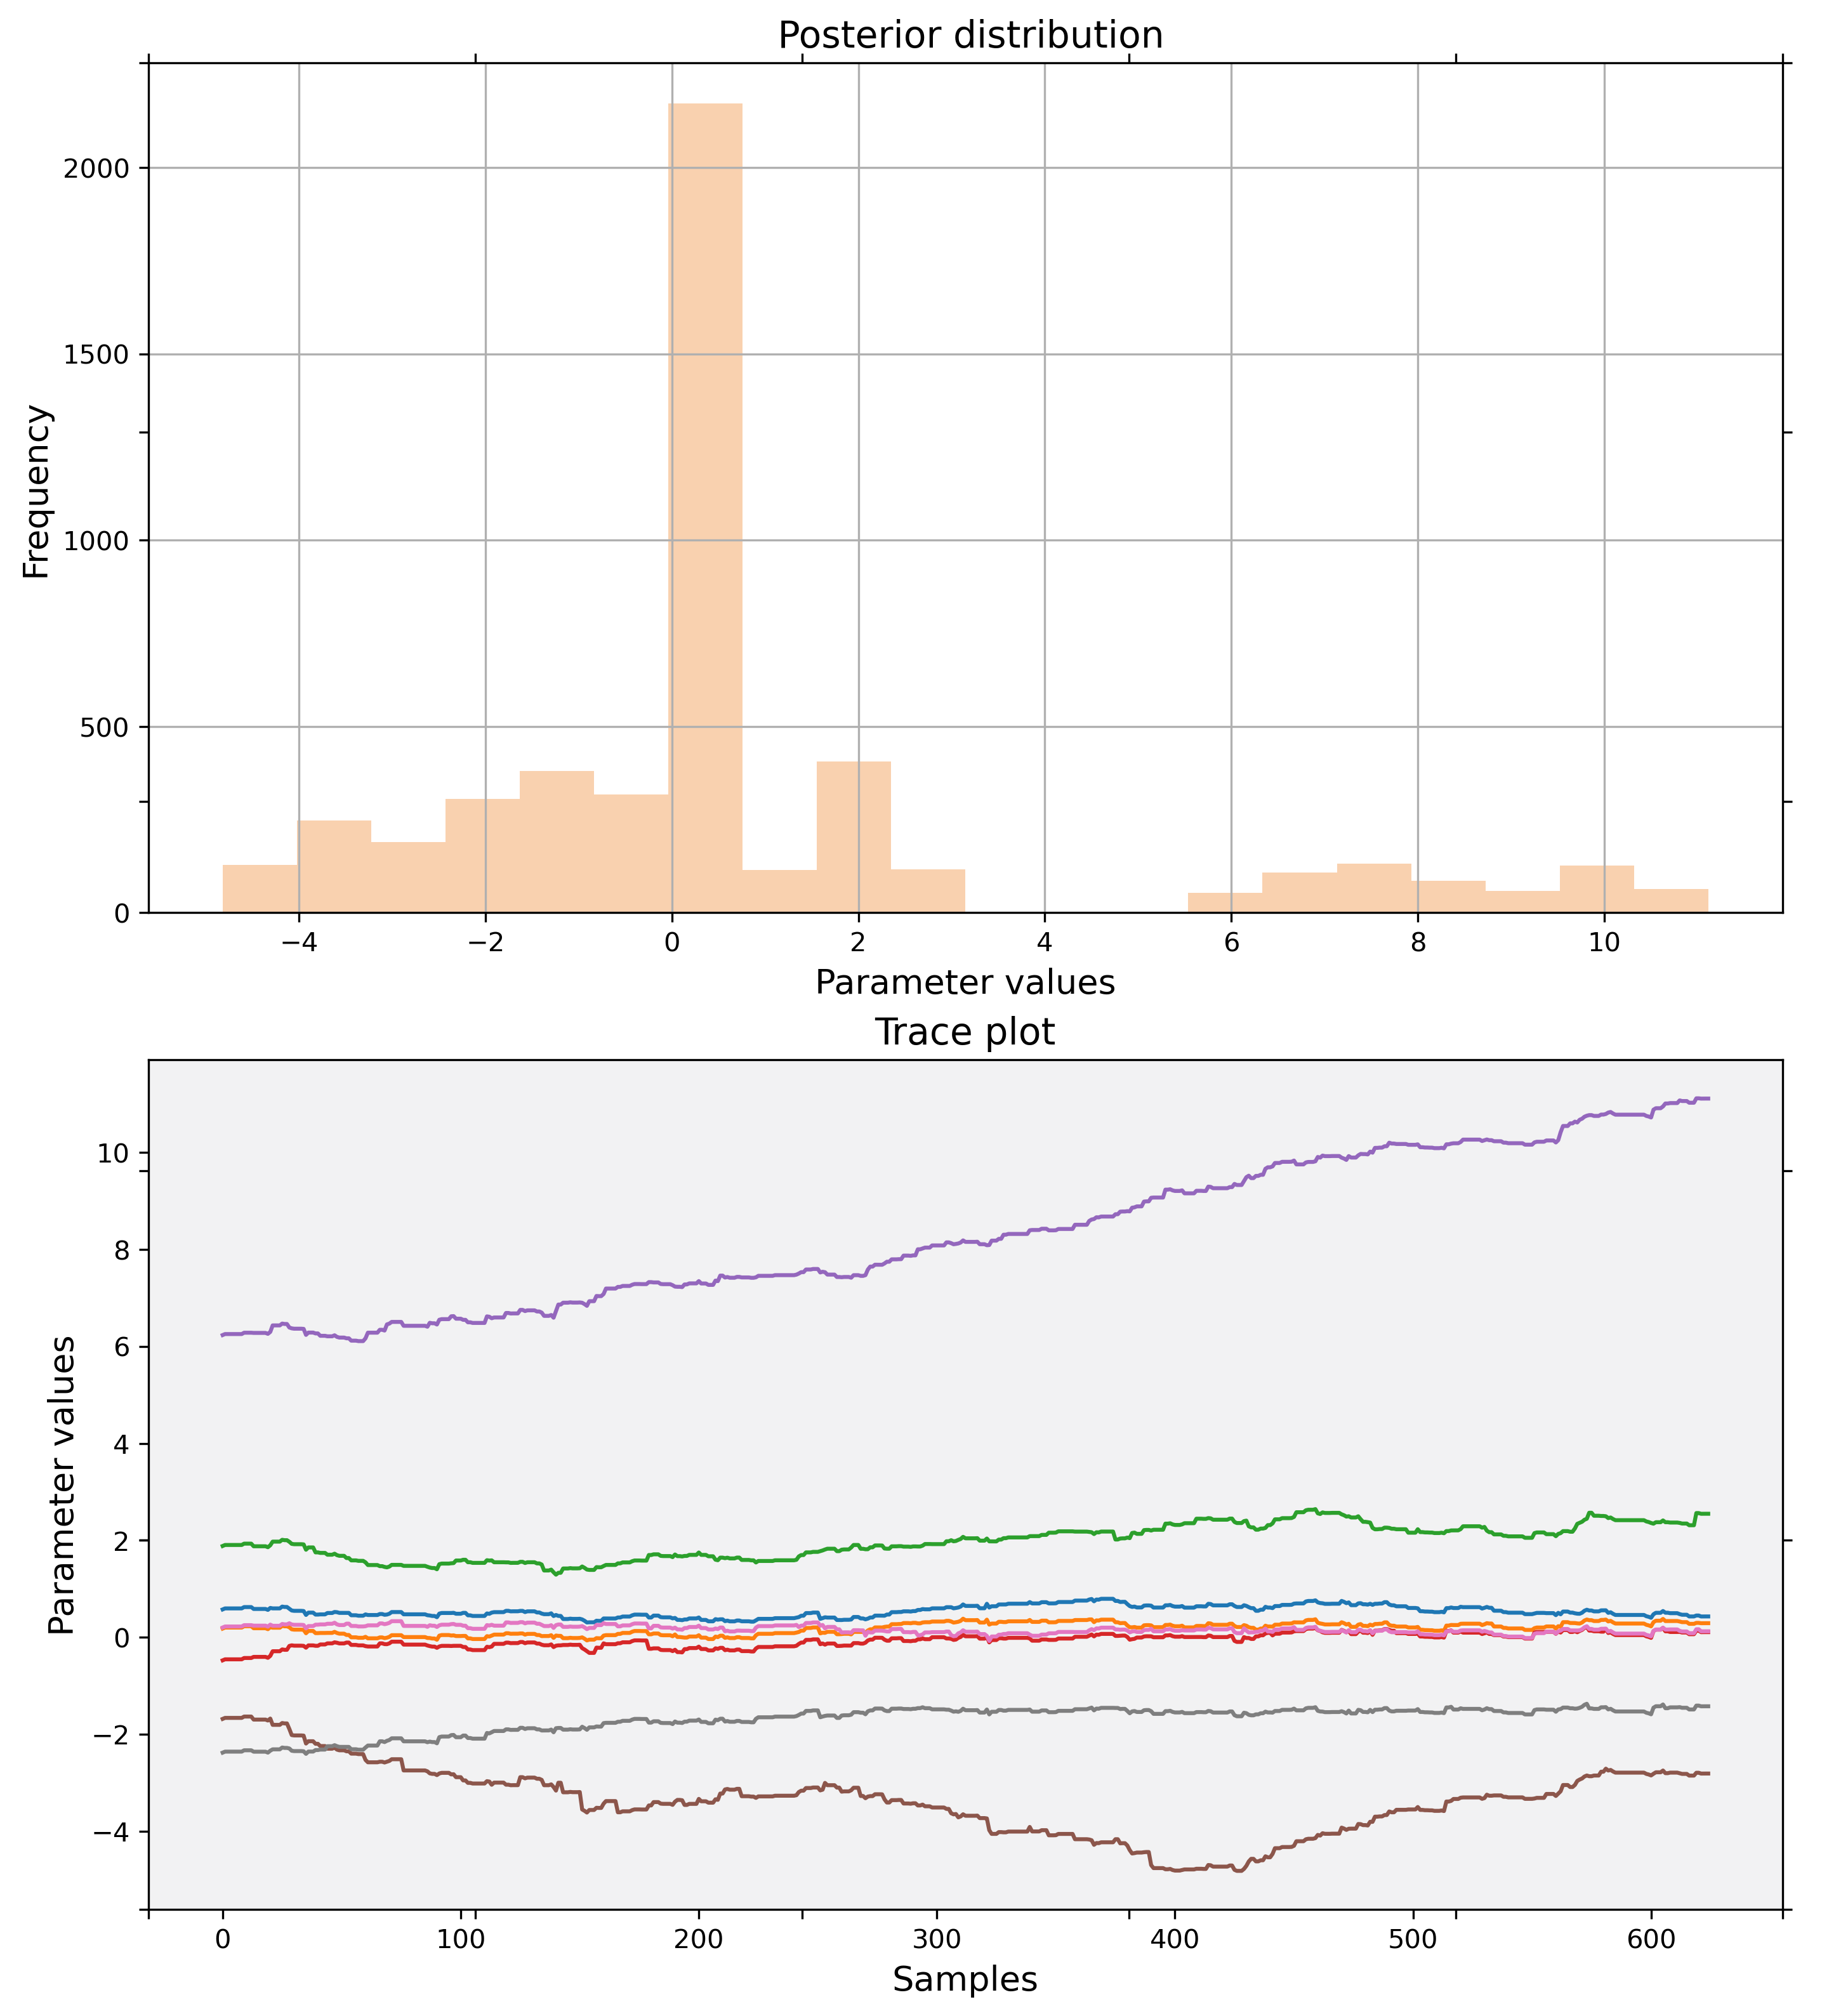 Posterior distribution
2000
1500
1000
500
0
Frequency
−4 −2 0 2 4 6 8 10
Parameter values
Trace plot
10
8
6
4
2
0
−2
−4
Parameter values
0 100 200 300 400 500 600
Samples